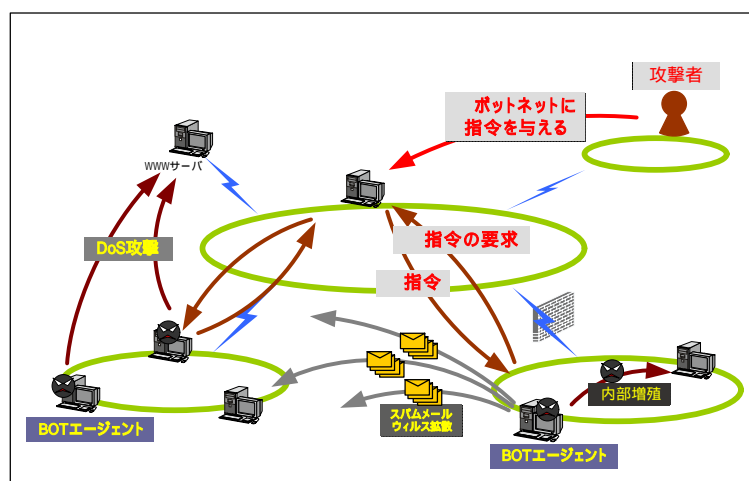 攻撃者
ボットネットに
指令を与える
WWWサーバ
DoS攻撃
指令の要求
指令
内部増殖
スパムメール
ウィルス拡散
BOTエージェント
BOTエージェント